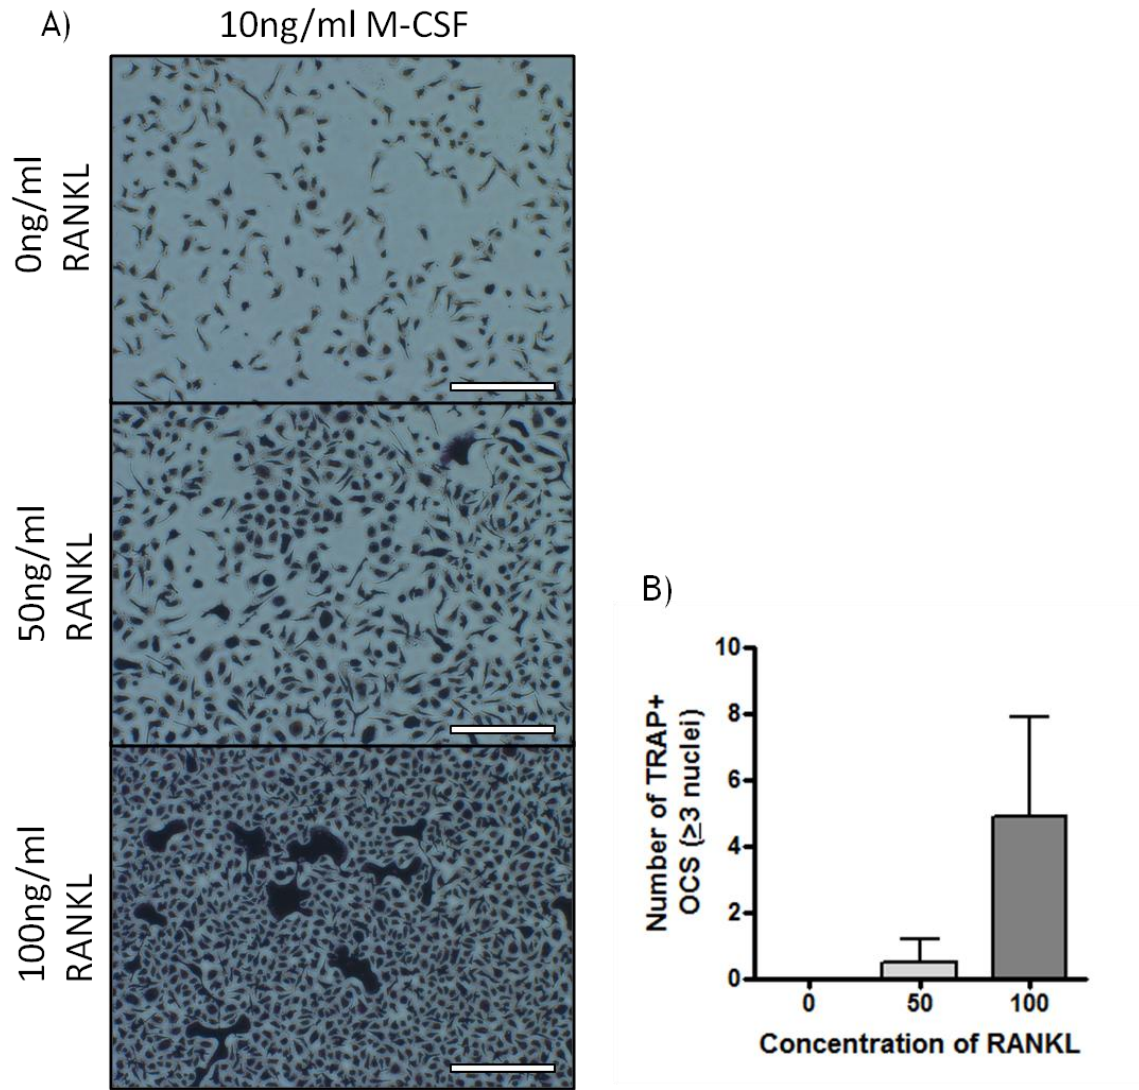 A)
10ng/ml M-CSF
0ng/ml
RANKL
50ng/ml
RANKL
100ng/ml
RANKL
B)
Number of TRAP+
OCS (≥3 nuclei)
10
8
6
4
2
0
0 50 100
Concentration of RANKL